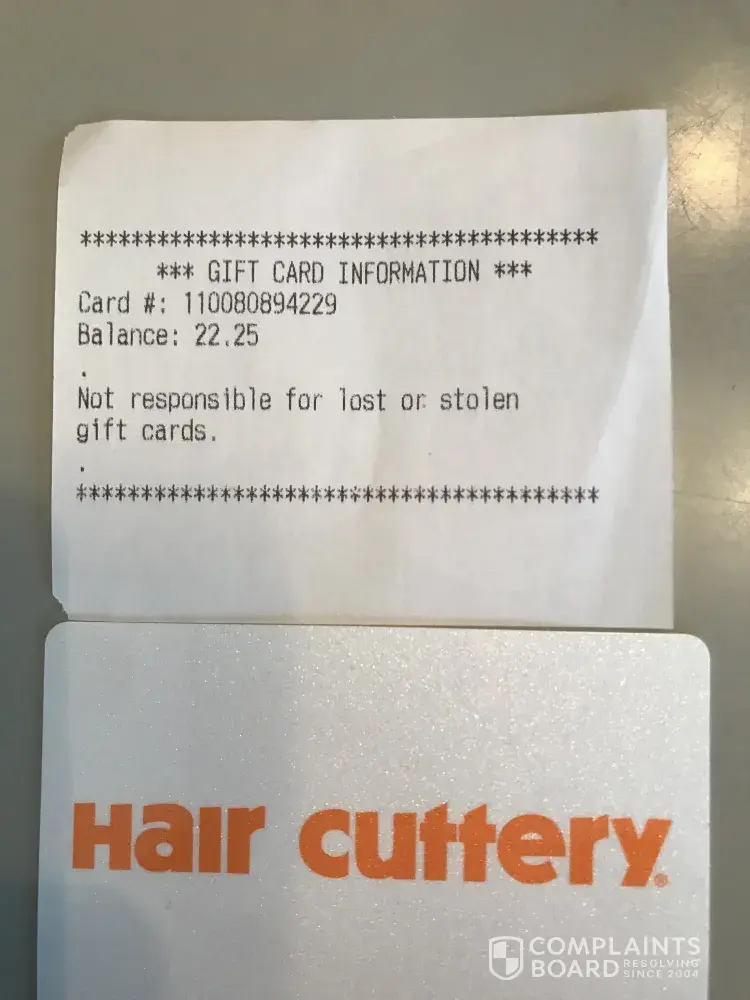 ****************************************
*** GIFT CARD INFORMATION ***
Card #: 110080894229
Balance: 22.25
.
Not responsible for lost or stolen
gift cards.
.
****************************************
Hair cuttery®
COMPLAINTS
BOARD RESOLVING
SINCE 2004